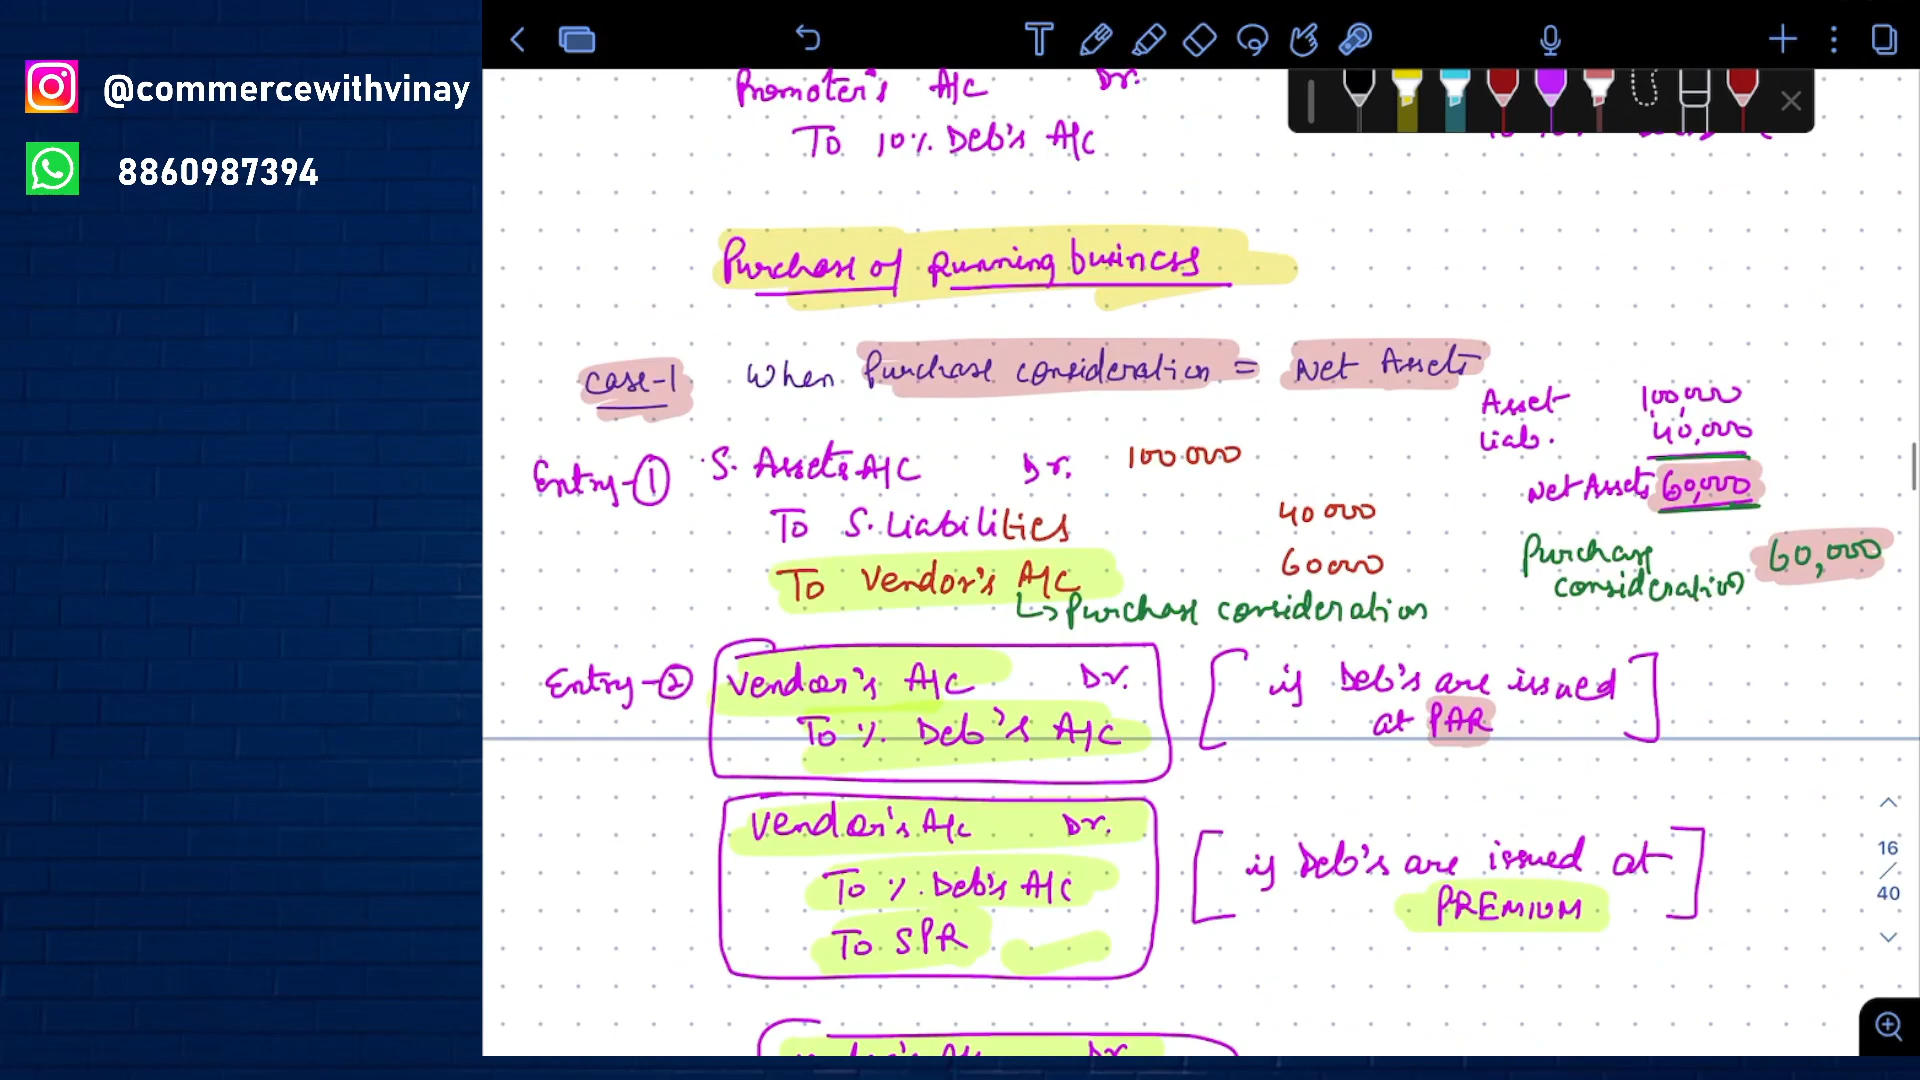 @commercewithvinay
8860987394
Promoter's A/c Dr.
To 10% Deb's A/c
Purchase of running business
case-1 When Purchase consideration = Net Assets
Asset 100,000
Liab. 40,000
Net Assets 60,000
Purchase consideration 60,000
Entry-① S. Assets A/c Dr. 100000
To S. Liabilities 40000
To Vendor's A/c 60000
↳ Purchase consideration
Entry-② Vendor's A/c Dr. [if Deb's are issued
To % Deb's A/c at PAR]
Vendor's A/c Dr.
To % Deb's A/c [if Deb's are issued at
To SPR PREMIUM]
Dr.
16
/
40